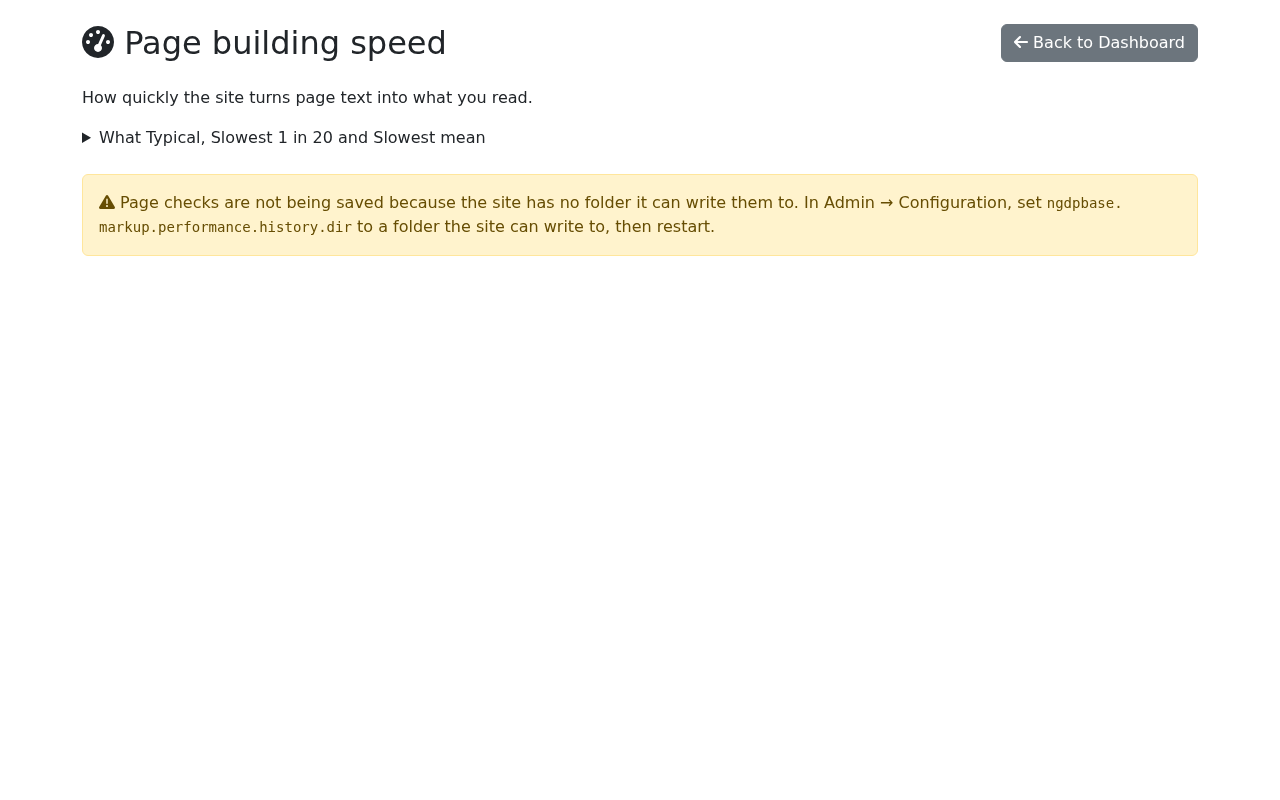 Page building speed
← Back to Dashboard
How quickly the site turns page text into what you read.
▶ What Typical, Slowest 1 in 20 and Slowest mean
Page checks are not being saved because the site has no folder it can write them to. In Admin → Configuration, set ngdpbase.
markup.performance.history.dir to a folder the site can write to, then restart.